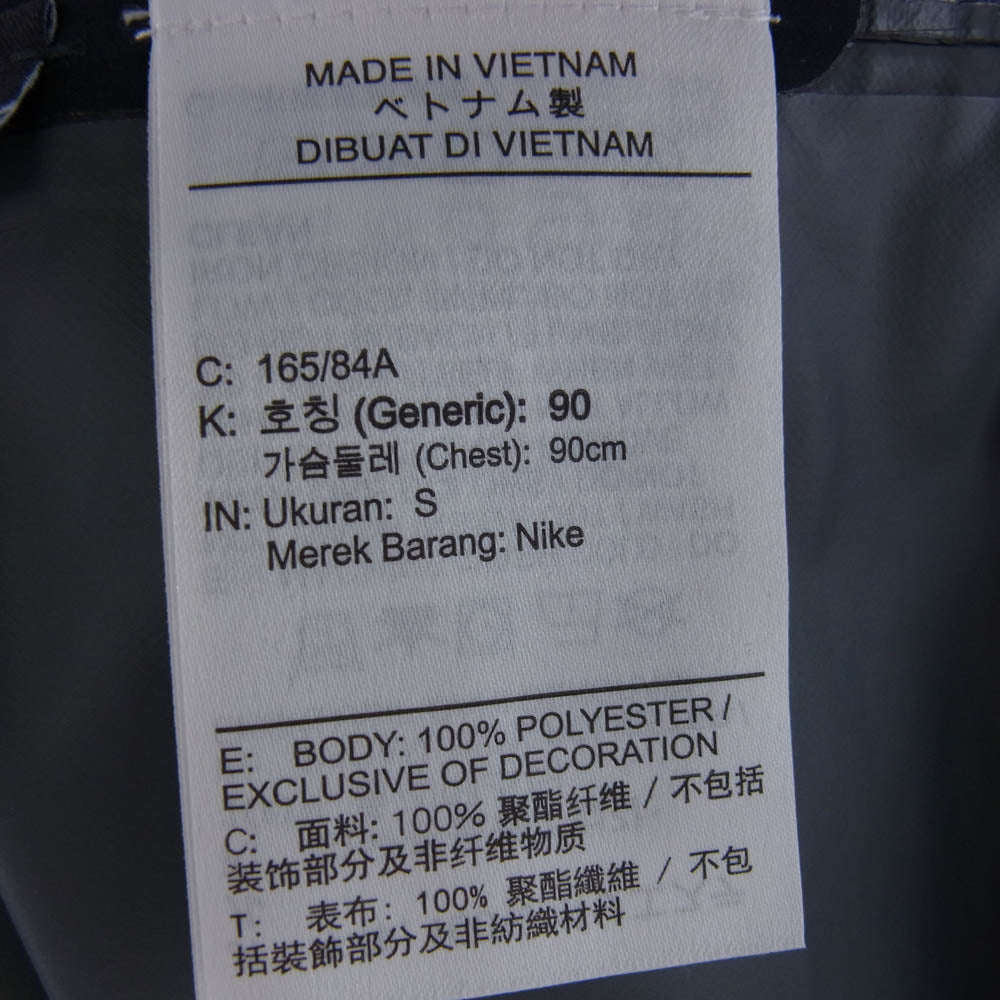 MADE IN VIETNAM
ベトナム製
DIBUAT DI VIETNAM
C: 165/84A
K: 호칭 (Generic): 90
가슴둘레 (Chest): 90cm
IN: Ukuran: S
Merek Barang: Nike
E: BODY: 100% POLYESTER /
EXCLUSIVE OF DECORATION
C: 面料: 100% 聚酯纤维 / 不包括
装饰部分及非纤维物质
T: 表布: 100% 聚酯纖維 / 不包
括裝飾部分及非紡織材料